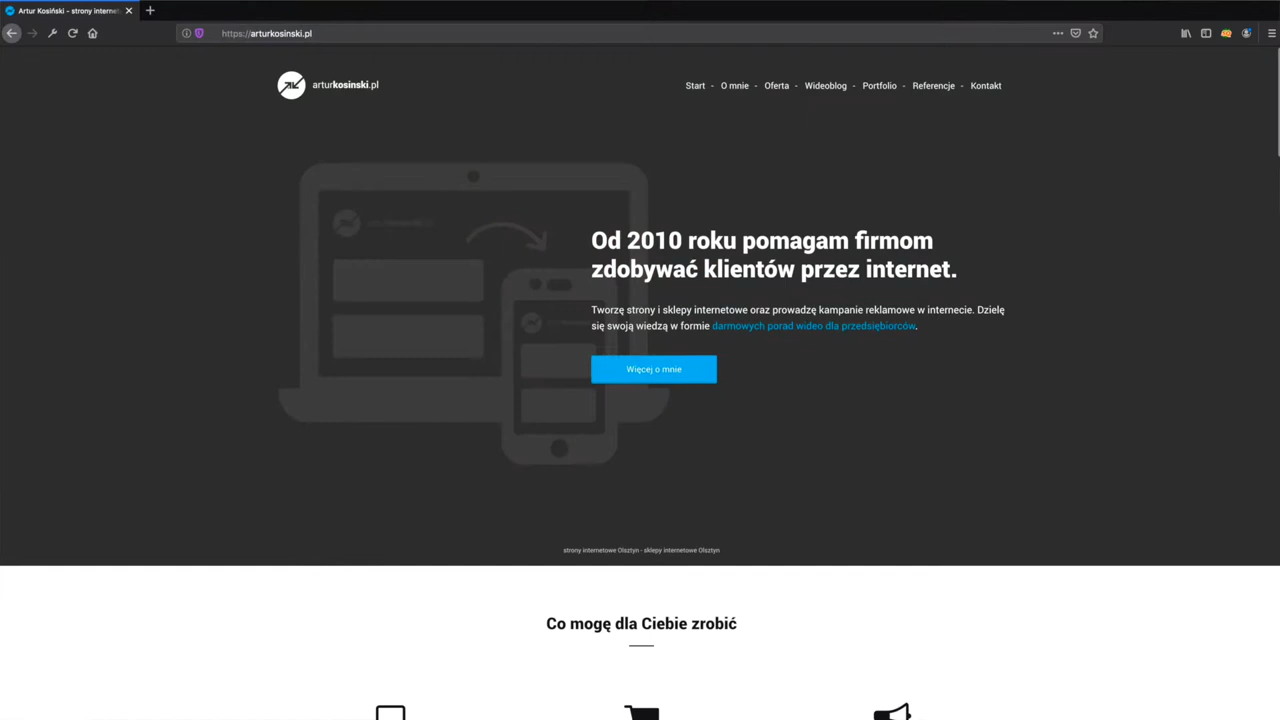 Artur Kosiński - strony interne
https://arturkosinski.pl
arturkosinski.pl
Start - O mnie - Oferta - Wideoblog - Portfolio - Referencje - Kontakt
Od 2010 roku pomagam firmom
zdobywać klientów przez internet.
Tworzę strony i sklepy internetowe oraz prowadzę kampanie reklamowe w internecie. Dzielę
się swoją wiedzą w formie darmowych porad wideo dla przedsiębiorców.
Więcej o mnie
strony internetowe Olsztyn - sklepy internetowe Olsztyn
Co mogę dla Ciebie zrobić